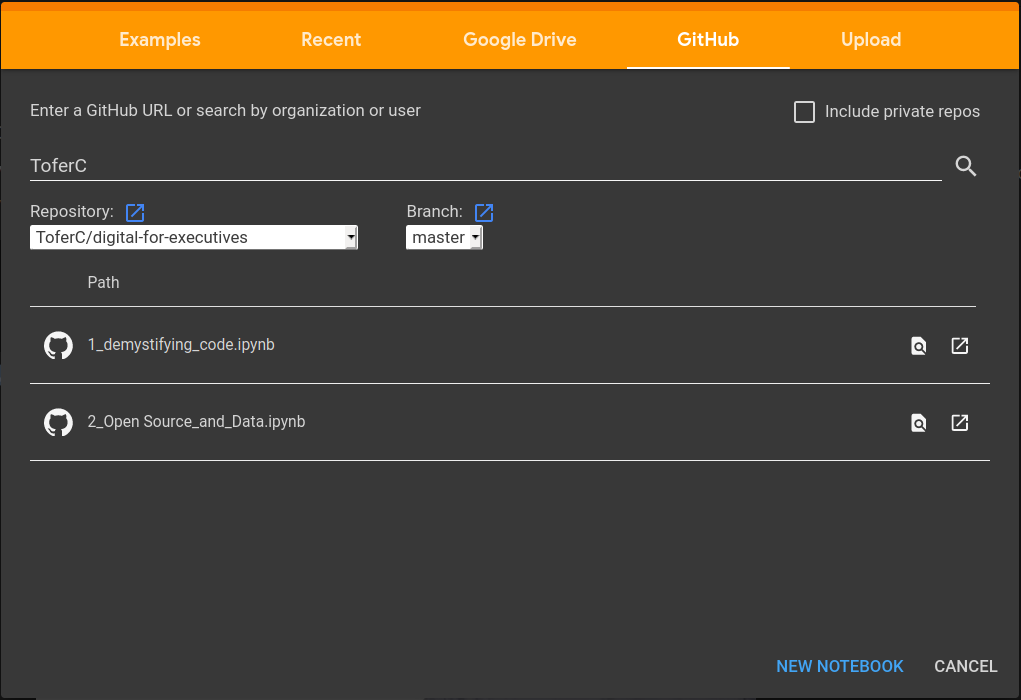 Examples Recent Google Drive GitHub Upload
Enter a GitHub URL or search by organization or user Include private repos
ToferC
Repository: Branch:
ToferC/digital-for-executives master
Path
1_demystifying_code.ipynb
2_Open Source_and_Data.ipynb
NEW NOTEBOOK CANCEL